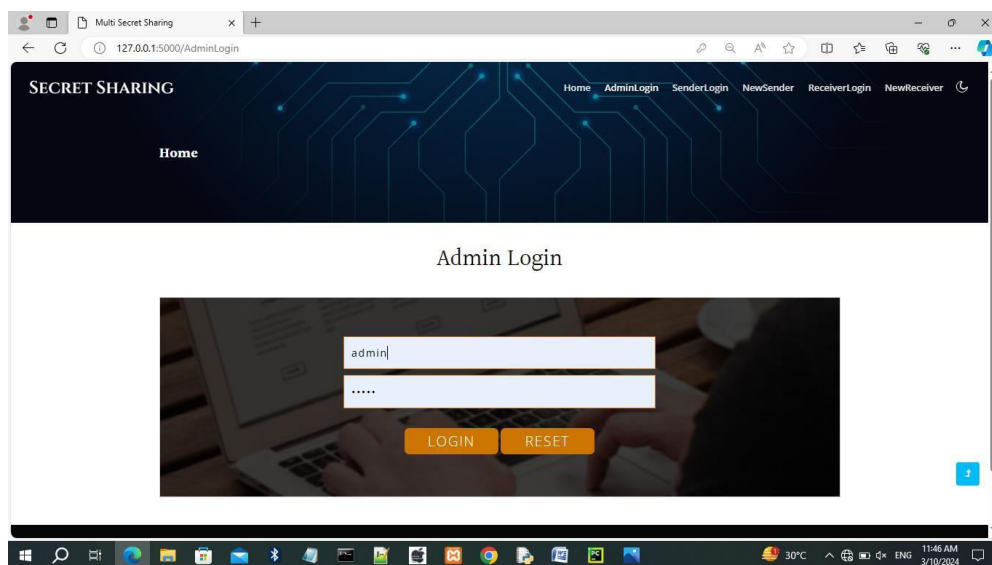 Multi Secret Sharing
127.0.0.1:5000/AdminLogin
SECRET SHARING
Home AdminLogin SenderLogin NewSender ReceiverLogin NewReceiver
Home
Admin Login
admin
•••••
LOGIN RESET
30°C ENG 11:46 AM
3/10/2024